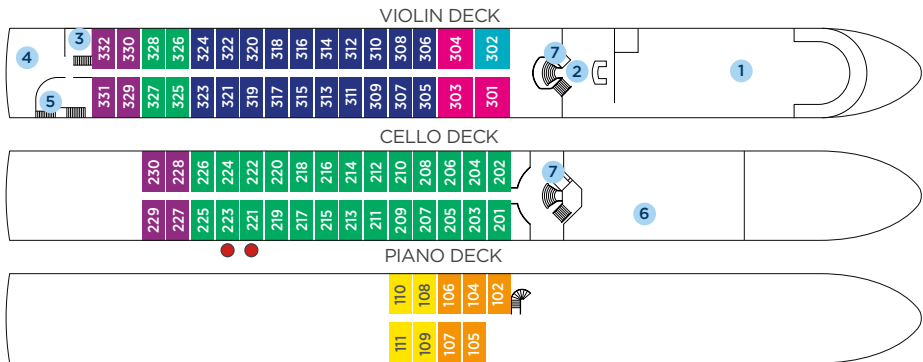 VIOLIN DECK
3
4
332 330 328 326 324 322 320 318 316 314 312 310 308 306 304 302
7
2
1
5
331 329 327 325 323 321 319 317 315 313 311 309 307 305 303 301
CELLO DECK
230 228 226 224 222 220 218 216 214 212 210 208 206 204 202
7
229 227 225 223 221 219 217 215 213 211 209 207 205 203 201
6
PIANO DECK
110 108 106 104 102
111 109 107 105